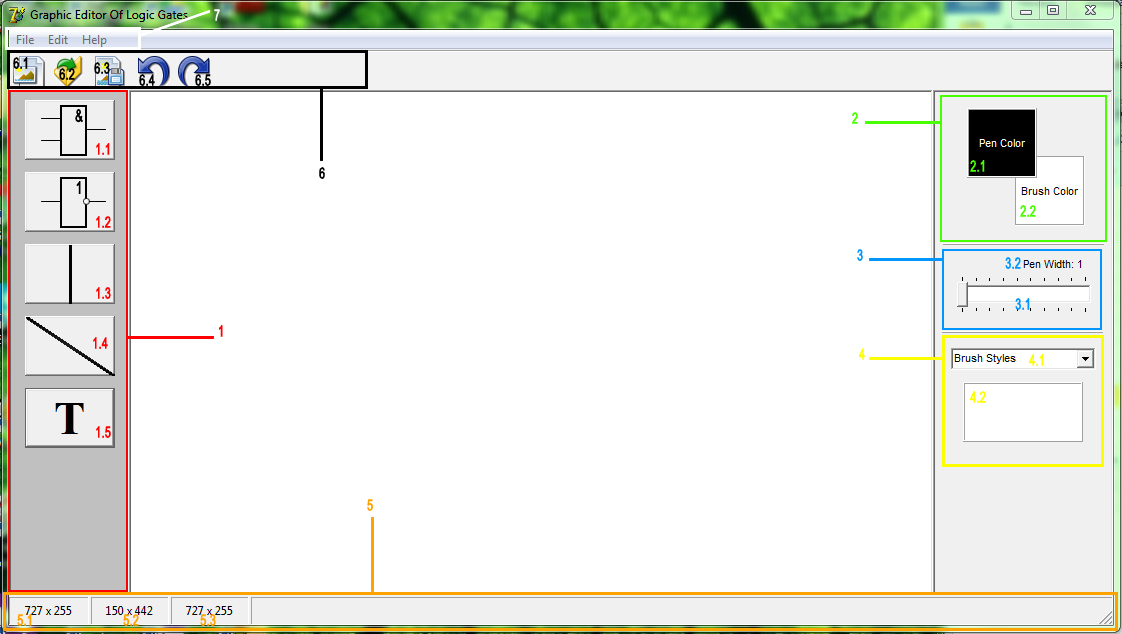 Graphic Editor Of Logic Gates
7
File Edit Help
6.1 6.2 6.3 6.4 6.5
6
& 1.1
1 1.2
1.3
1.4
T 1.5
1
2
Pen Color
2.1
Brush Color
2.2
3
3.2 Pen Width: 1
3.1
4
Brush Styles 4.1
4.2
5
727 x 255 150 x 442 727 x 255
5.1 5.2 5.3